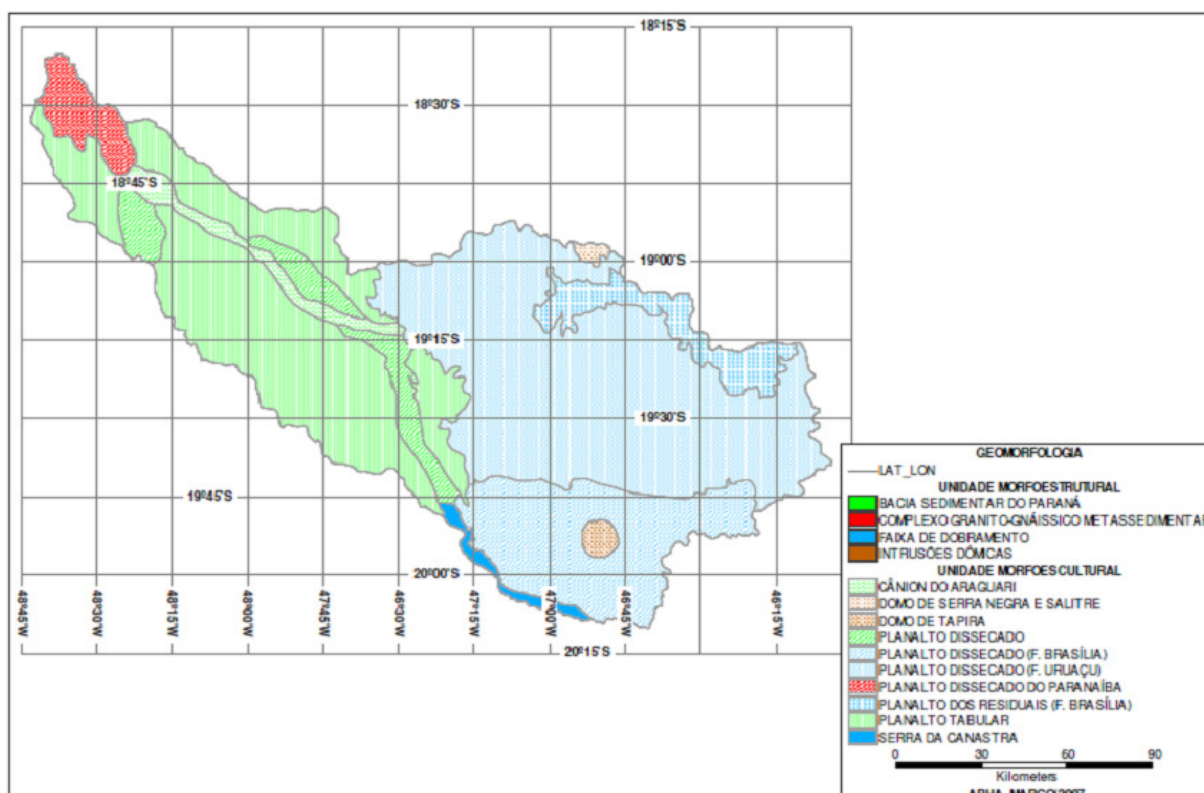 18º15'S
18º30'S
18º45'S
19º00'S
19º15'S
19º30'S
19º45'S
20º00'S
20º15'S
48º45'W
48º30'W
48º15'W
48º00'W
47º45'W
46º30'W
47º15'W
47º00'W
46º45'W
46º15'W
GEOMORFOLOGIA
LAT_LON
UNIDADE MORFOESTRUTURAL
BACIA SEDIMENTAR DO PARANÁ
COMPLEXO GRANITO-GNÁISSICO METASSEDIMENTAR
FAIXA DE DOBRAMENTO
INTRUSÕES DÔMICAS
UNIDADE MORFOESCULTURAL
CÂNION DO ARAGUARI
DOMO DE SERRA NEGRA E SALITRE
DOMO DE TAPIRA
PLANALTO DISSECADO
PLANALTO DISSECADO (F. BRASÍLIA)
PLANALTO DISSECADO (F. URUAÇU)
PLANALTO DISSECADO DO PARANAÍBA
PLANALTO DOS RESIDUAIS (F. BRASÍLIA)
PLANALTO TABULAR
SERRA DA CANASTRA
0 30 60 90
Kilometers